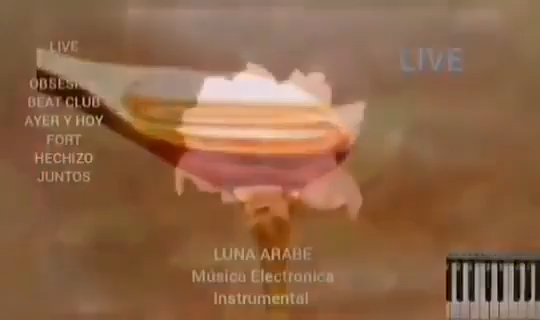 LIVE
LIVE
BEAT CLUB
AYER Y HOY
FORT
HECHIZO
JUNTOS
LUNA ARABE
Música Electronica
Instrumental